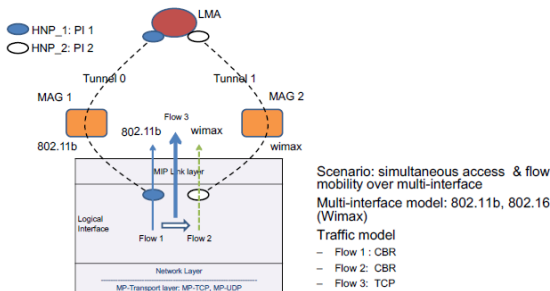 LMA
HNP_1: PI 1
HNP_2: PI 2
Tunnel 0
Tunnel 1
MAG 1
MAG 2
Flow 3
802.11b
wimax
802.11b
wimax
MIP Link layer
Logical
Interface
Flow 1
Flow 2
Network Layer
MP-Transport layer: MP-TCP, MP-UDP
Scenario: simultaneous access & flow
mobility over multi-interface
Multi-interface model: 802.11b, 802.16
(Wimax)
Traffic model
– Flow 1 : CBR
– Flow 2: CBR
– Flow 3: TCP